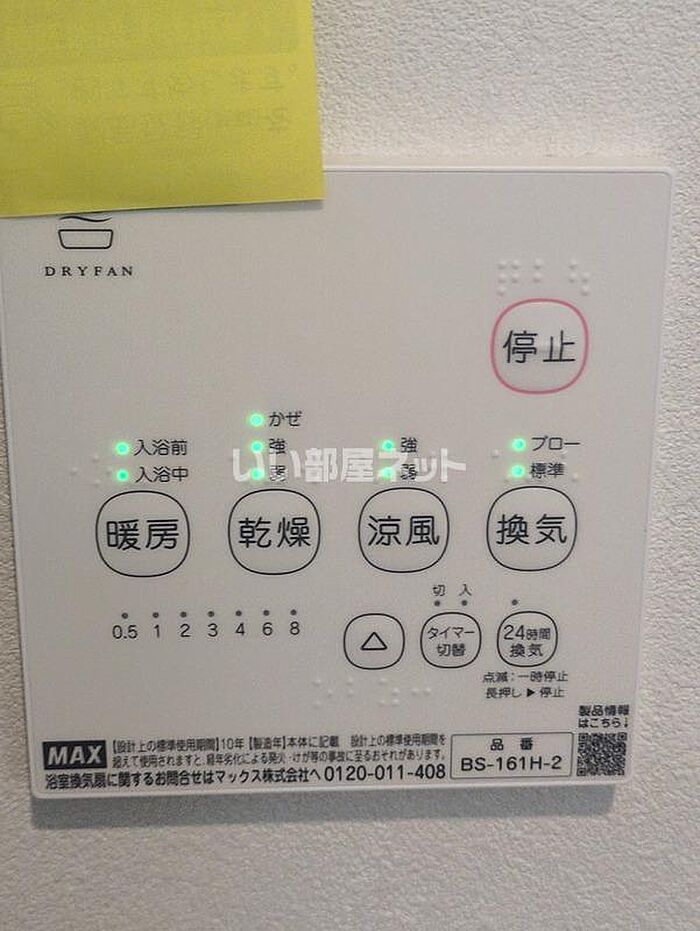 DRYFAN
停止
かぜ
入浴前 強 強 ブロー
入浴中 弱 弱 標準
いい部屋ネット
暖房 乾燥 涼風 換気
切 入
0.5 1 2 3 4 6 8
タイマー
切替
24時間
換気
点滅:一時停止
長押し▶停止
製品情報
はこちら↓
MAX
【設計上の標準使用期間】10年【製造年】本体に記載 設計上の標準使用期間を
超えて使用されますと、経年劣化による発火・けが等の事故に至るおそれがあります。
浴室換気扇に関するお問合せはマックス株式会社へ 0120-011-408
品番
BS-161H-2